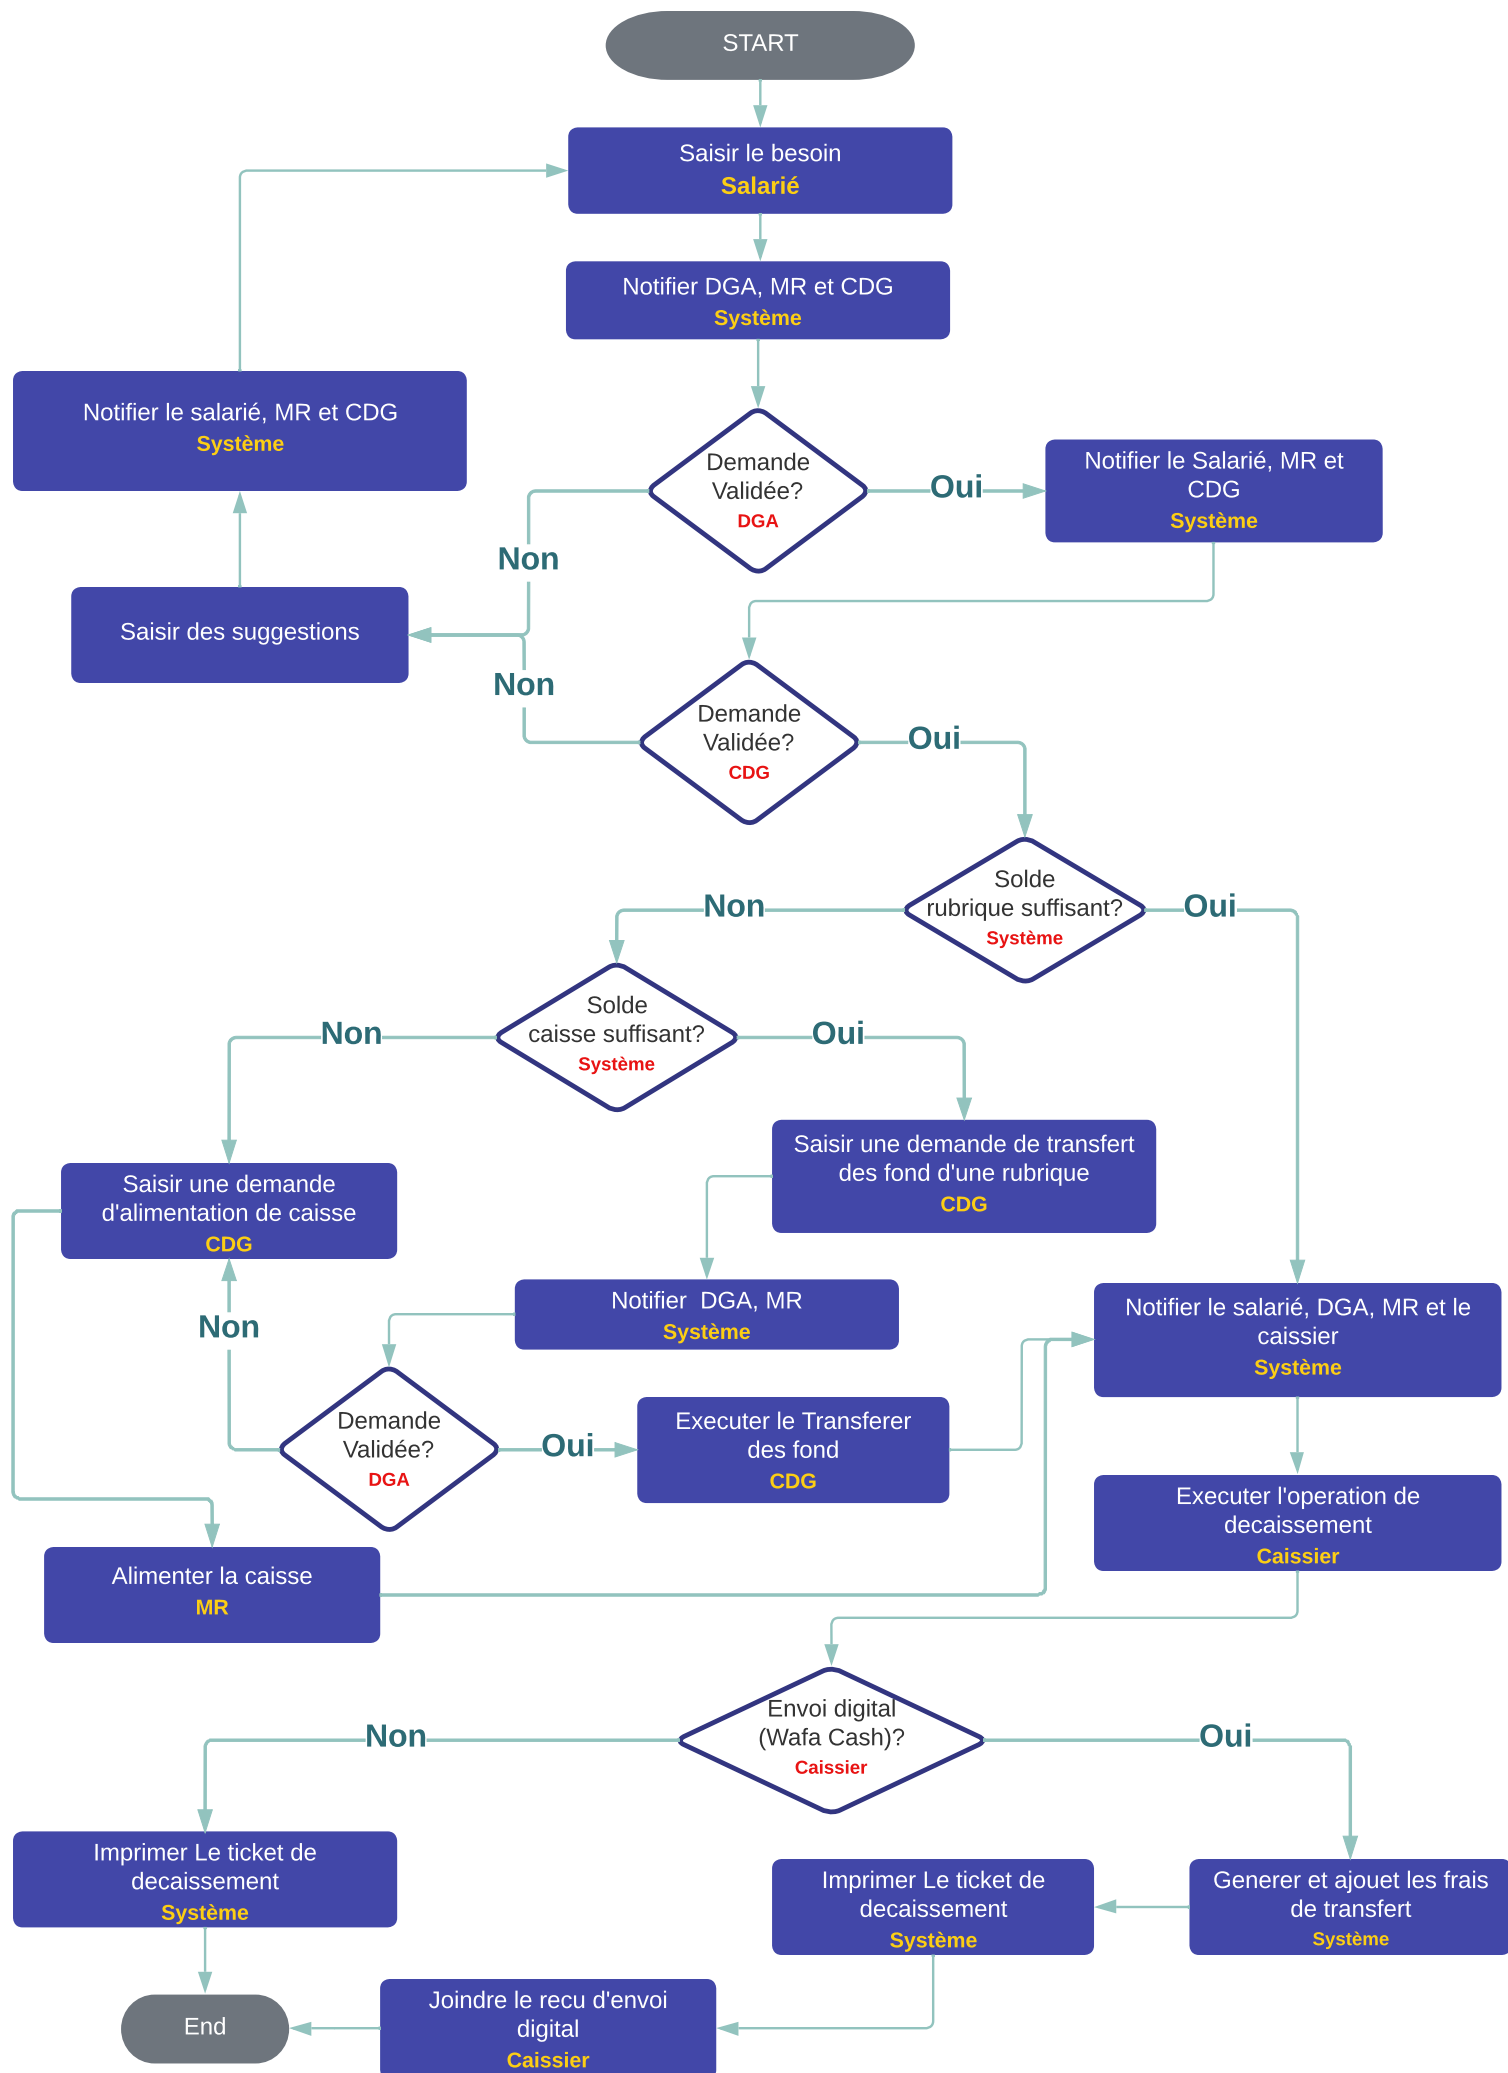 START
Saisir le besoin
Salarié
Notifier DGA, MR et CDG
Système
Notifier le salarié, MR et CDG
Système
Demande
Validée?
DGA
Oui
Notifier le Salarié, MR et
CDG
Système
Non
Saisir des suggestions
Non
Demande
Validée?
CDG
Oui
Solde
rubrique suffisant?
Système
Non
Oui
Solde
caisse suffisant?
Système
Non
Oui
Saisir une demande de transfert
des fond d'une rubrique
CDG
Saisir une demande
d'alimentation de caisse
CDG
Notifier  DGA, MR
Système
Notifier le salarié, DGA, MR et le
caissier
Système
Non
Demande
Validée?
DGA
Oui
Executer le Transferer
des fond
CDG
Executer l'operation de
decaissement
Caissier
Alimenter la caisse
MR
Envoi digital
(Wafa Cash)?
Caissier
Non
Oui
Imprimer Le ticket de
decaissement
Système
Imprimer Le ticket de
decaissement
Système
Generer et ajouet les frais
de transfert
Système
Joindre le recu d'envoi
digital
Caissier
End